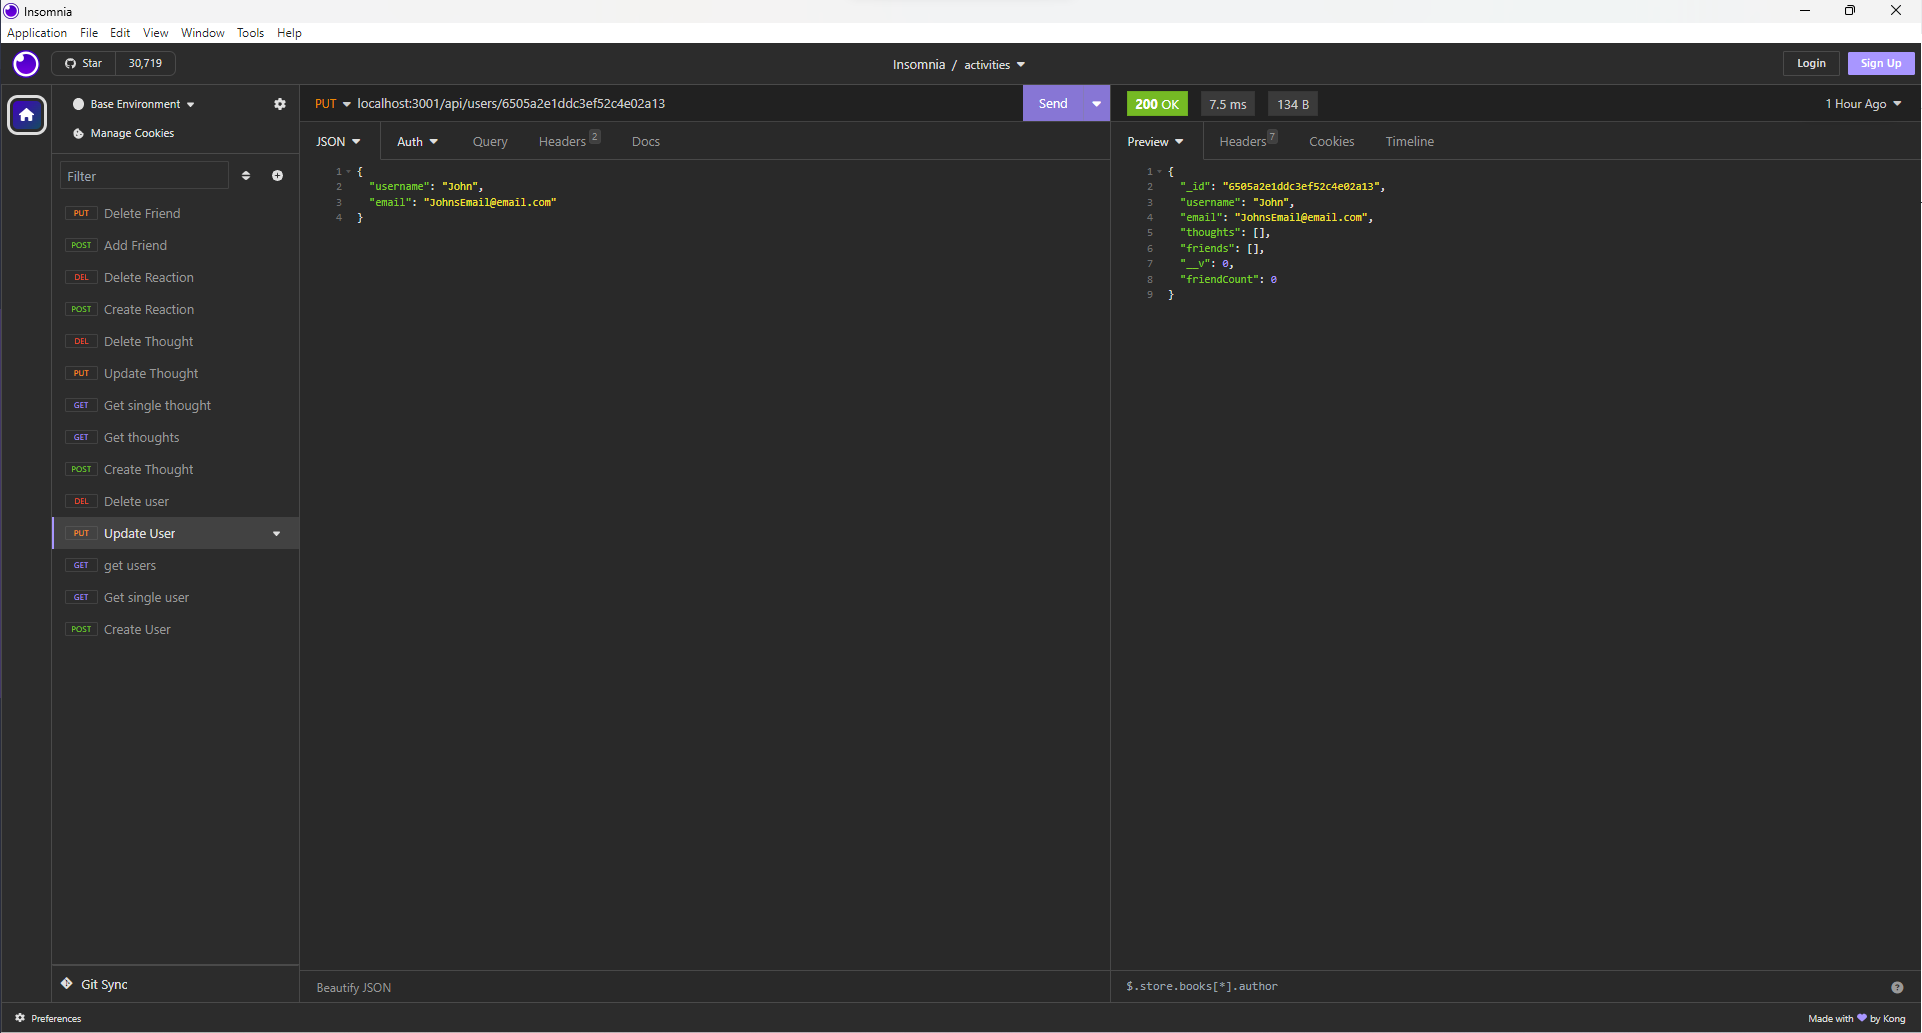 Insomnia
Application File Edit View Window Tools Help
Star 30,719
Insomnia / activities
Login Sign Up
Base Environment
Manage Cookies
Filter
PUT Delete Friend
POST Add Friend
DEL Delete Reaction
POST Create Reaction
DEL Delete Thought
PUT Update Thought
GET Get single thought
GET Get thoughts
POST Create Thought
DEL Delete user
PUT Update User
GET get users
GET Get single user
POST Create User
Git Sync
PUT localhost:3001/api/users/6505a2e1ddc3ef52c4e02a13 Send
JSON Auth Query Headers 2 Docs
1 {
2 "username": "John",
3 "email": "JohnsEmail@email.com"
4 }
Beautify JSON
200 OK 7.5 ms 134 B 1 Hour Ago
Preview Headers 7 Cookies Timeline
1 {
2 "_id": "6505a2e1ddc3ef52c4e02a13",
3 "username": "John",
4 "email": "JohnsEmail@email.com",
5 "thoughts": [],
6 "friends": [],
7 "__v": 0,
8 "friendCount": 0
9 }
$.store.books[*].author
Preferences
Made with 💜 by Kong